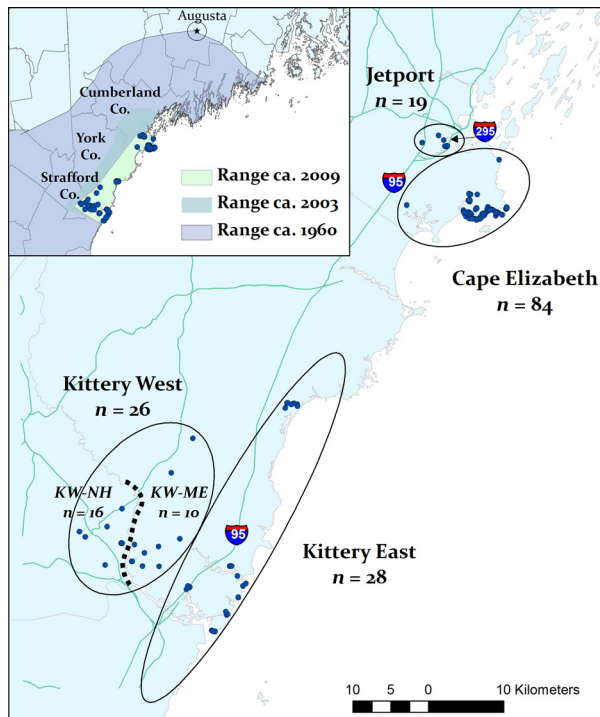 Augusta
Cumberland
Co.
York
Co.
Strafford
Co.
Range ca. 2009
Range ca. 2003
Range ca. 1960
Jetport
n = 19
295
95
Cape Elizabeth
n = 84
Kittery West
n = 26
KW-NH
n = 16
KW-ME
n = 10
95
Kittery East
n = 28
10 5 0 10 Kilometers